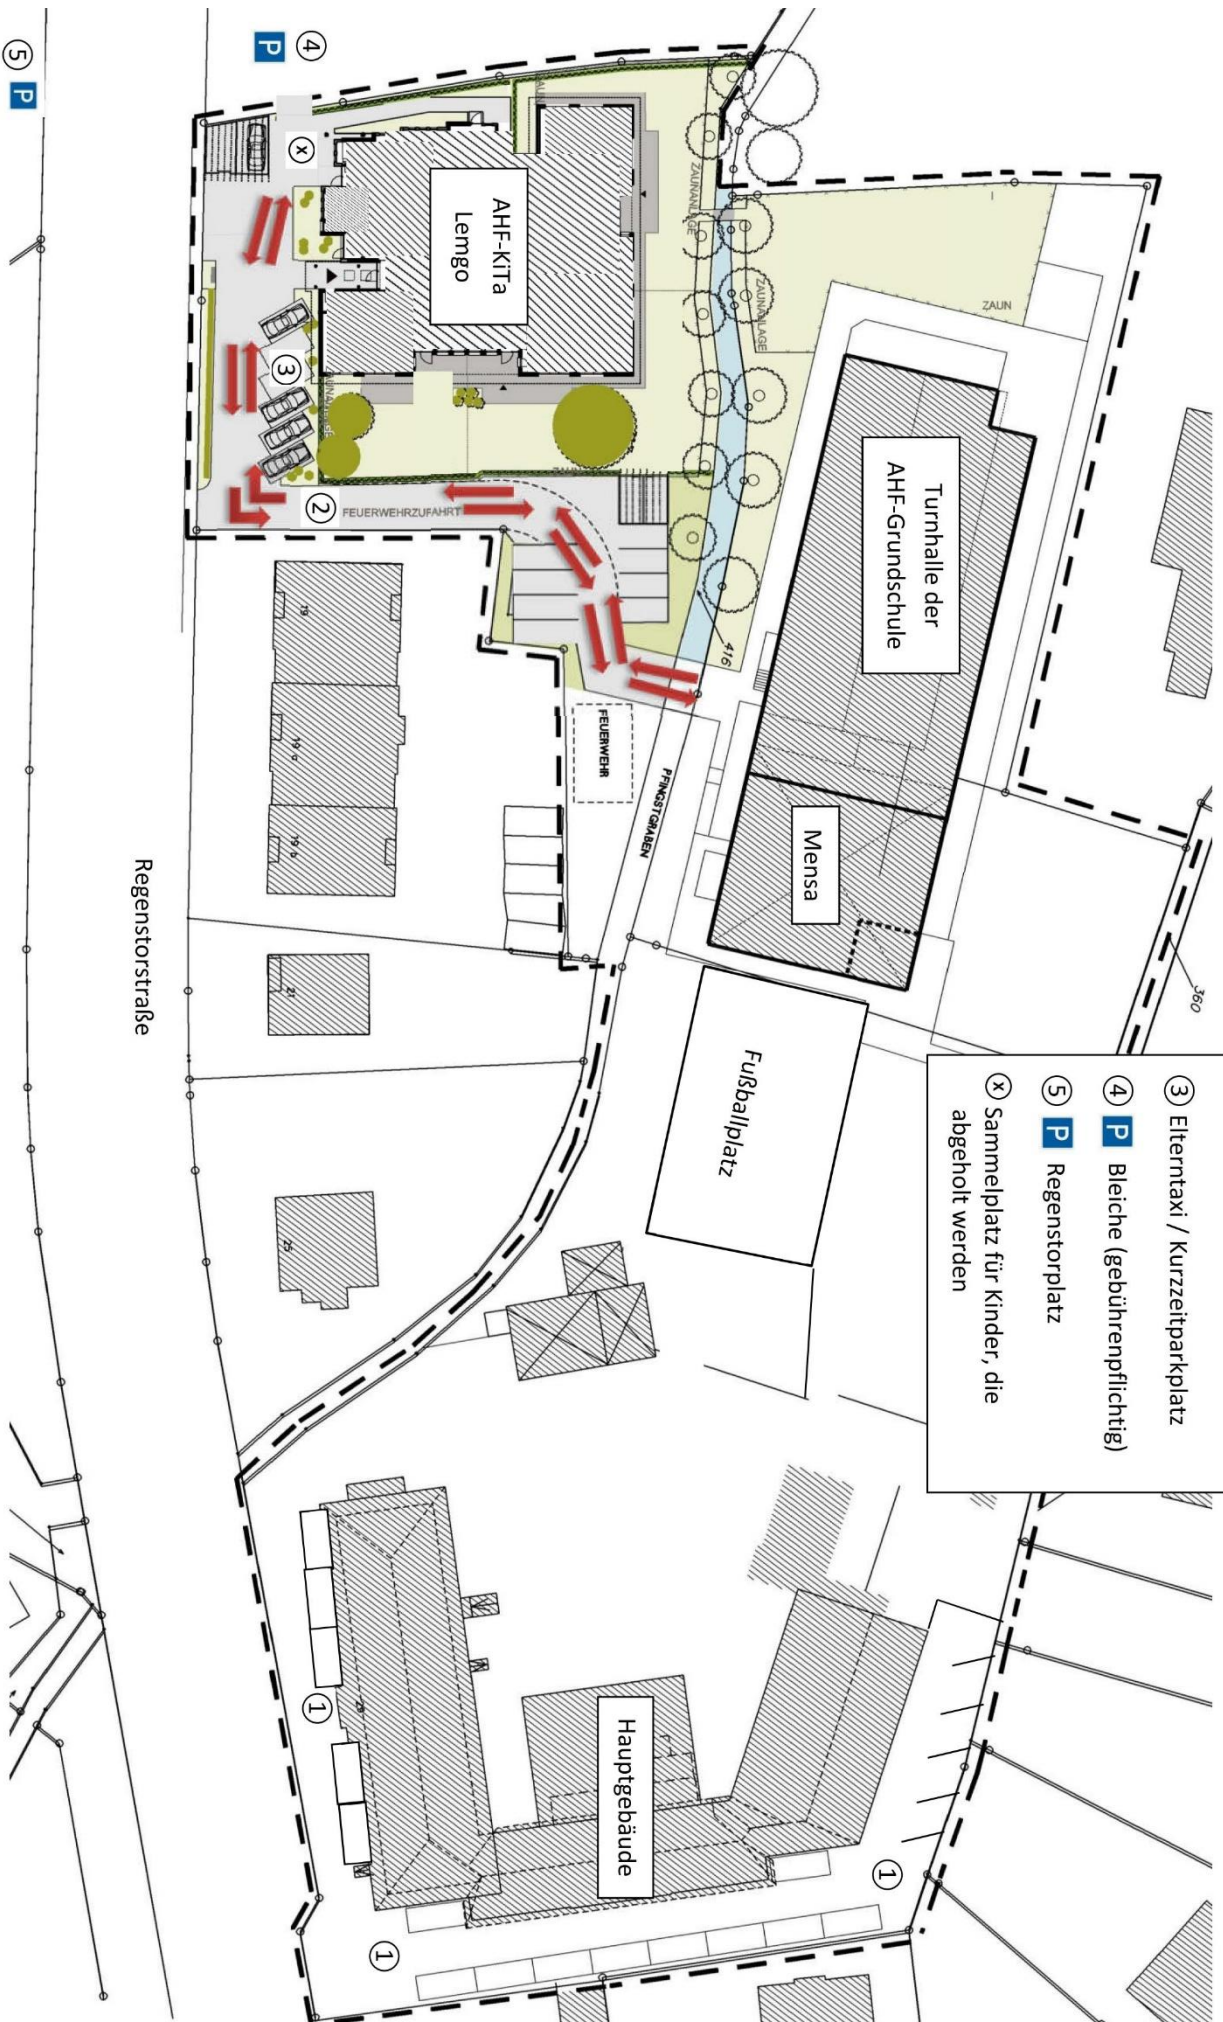 ⑤ P
④
P
ⓧ
AHF-KiTa
Lemgo
③
②
FEUERWEHRZUFAHRT
ZAUNANLAGE
ZAUNANLAGE
ZAUN
Turnhalle der
AHF-Grundschule
Mensa
416
FEUERWEHR
PFINGSTGRABEN
19
19 a
19 b
21
25
Regenstorstraße
Fußballplatz
360
③ Elterntaxi / Kurzzeitparkplatz
④ P Bleiche (gebührenpflichtig)
⑤ P Regenstorplatz
ⓧ Sammelplatz für Kinder, die
abgeholt werden
Hauptgebäude
①
①
①